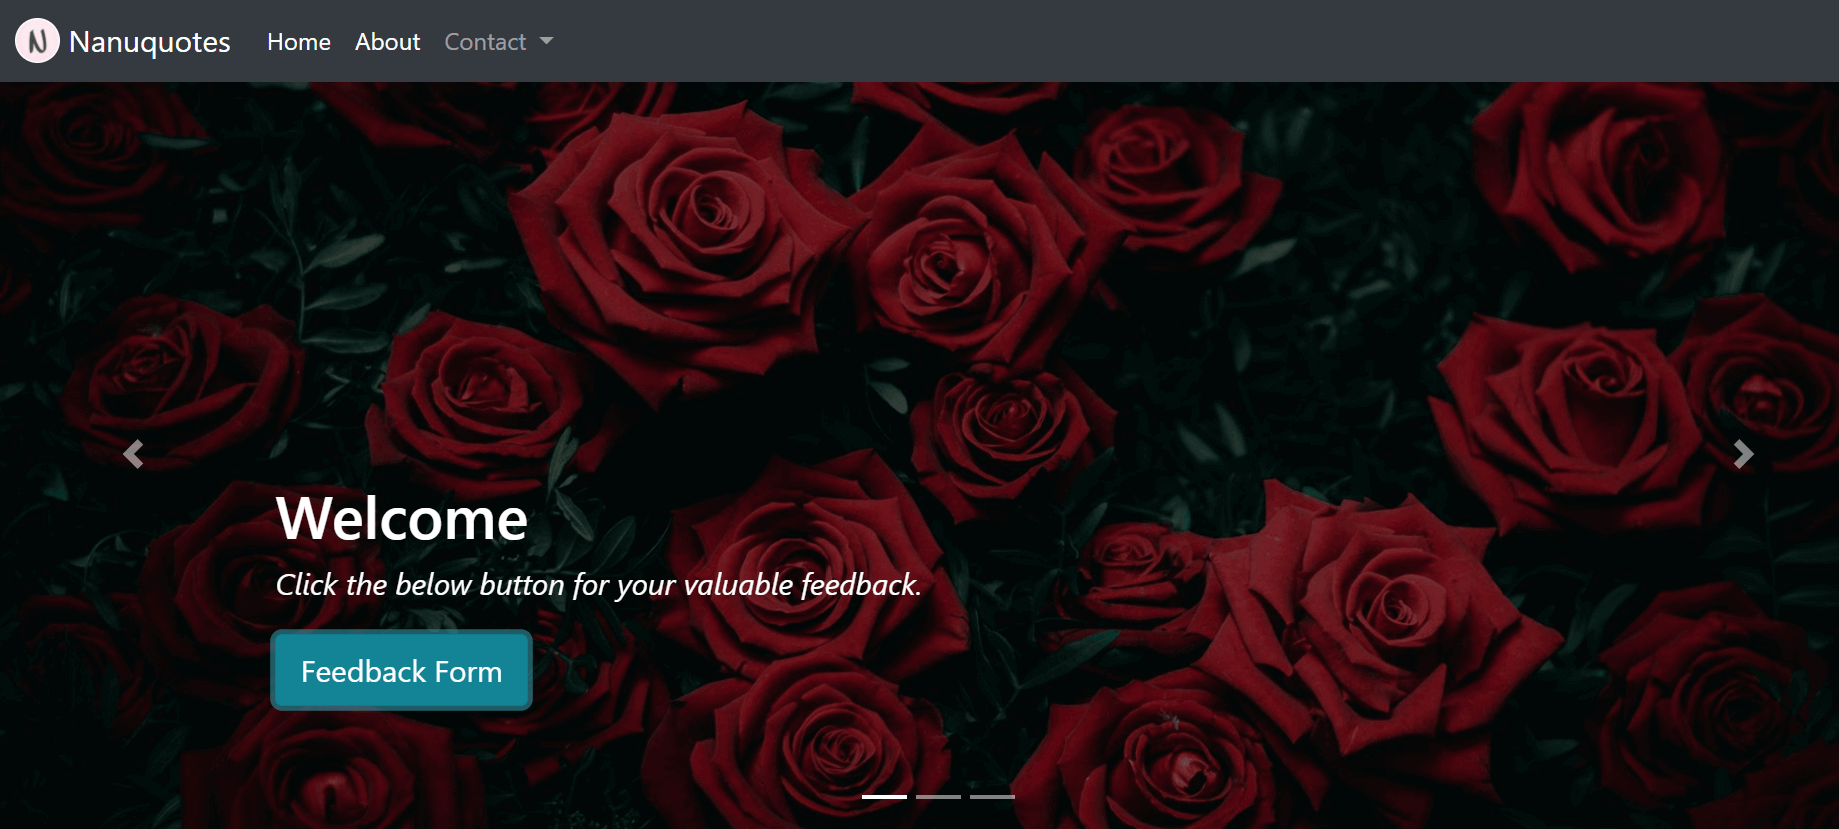 N Nanuquotes Home About Contact
Welcome
Click the below button for your valuable feedback.
Feedback Form